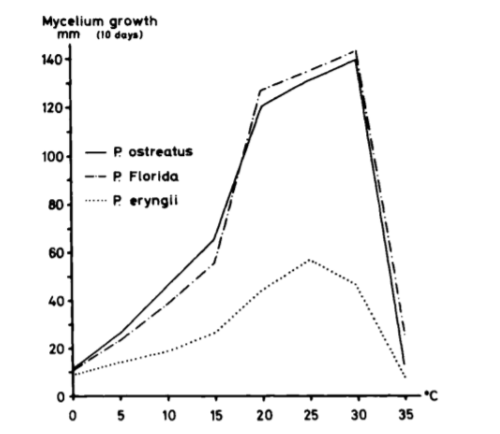 Mycelium growth
mm (10 days)
140
120
100
80
60
40
20
0
P. ostreatus
P. Florida
P. eryngii
0 5 10 15 20 25 30 35 °C